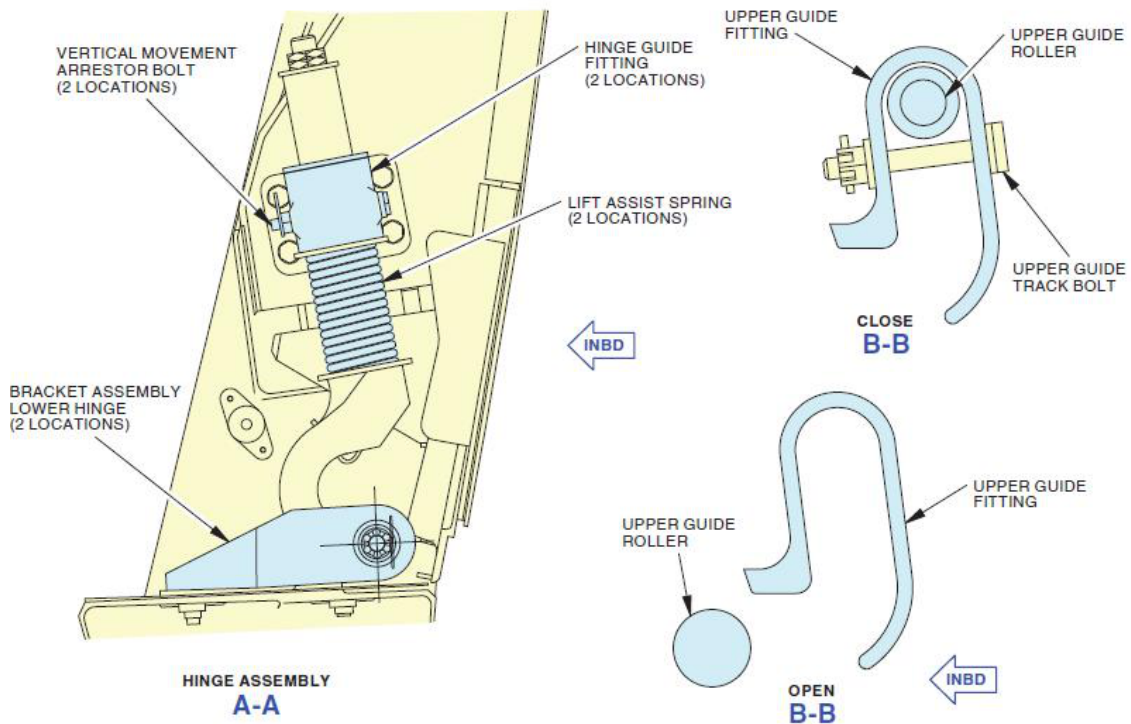 VERTICAL MOVEMENT
ARRESTOR BOLT
(2 LOCATIONS)
HINGE GUIDE
FITTING
(2 LOCATIONS)
LIFT ASSIST SPRING
(2 LOCATIONS)
INBD
BRACKET ASSEMBLY
LOWER HINGE
(2 LOCATIONS)
HINGE ASSEMBLY
A-A
UPPER GUIDE
FITTING
UPPER GUIDE
ROLLER
UPPER GUIDE
TRACK BOLT
CLOSE
B-B
UPPER GUIDE
FITTING
UPPER GUIDE
ROLLER
INBD
OPEN
B-B